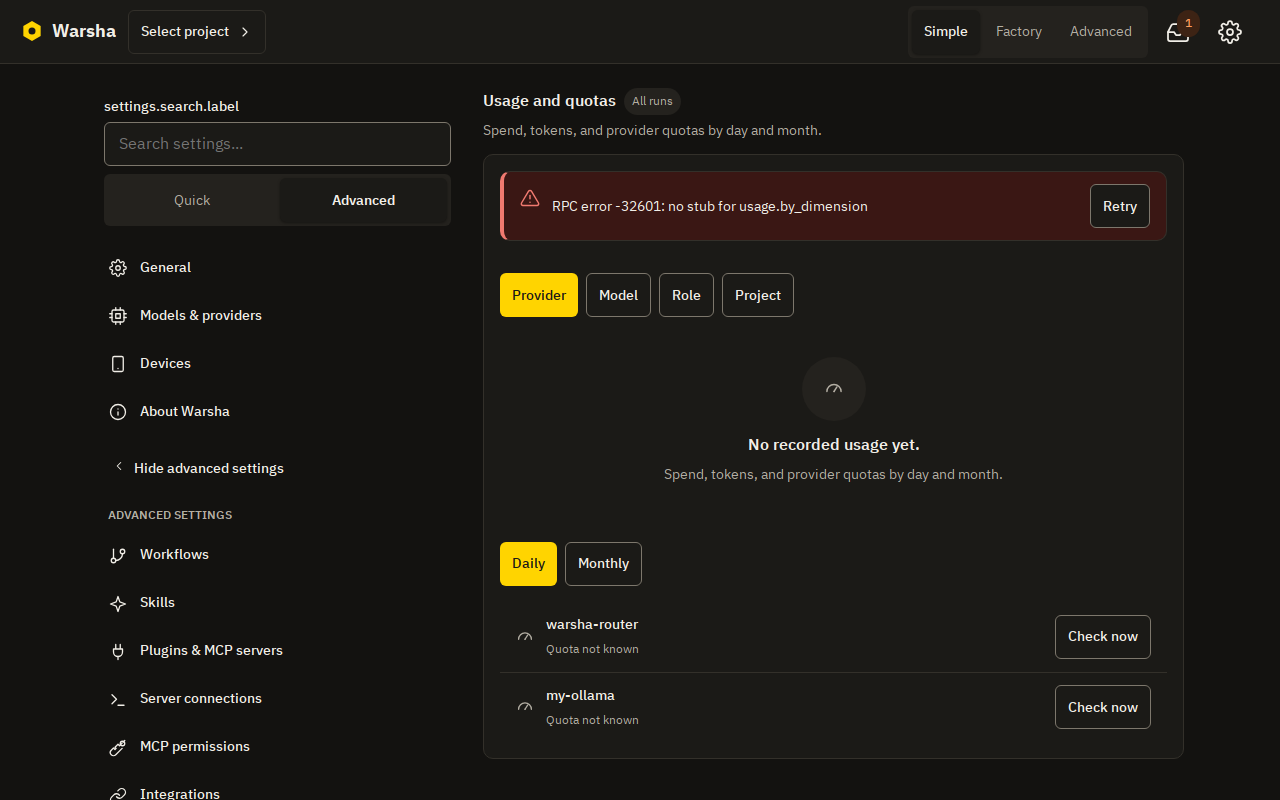 Warsha
Select project
Simple
Factory
Advanced
1
settings.search.label
Search settings...
Quick
Advanced
General
Models & providers
Devices
About Warsha
Hide advanced settings
ADVANCED SETTINGS
Workflows
Skills
Plugins & MCP servers
Server connections
MCP permissions
Integrations
Usage and quotas
All runs
Spend, tokens, and provider quotas by day and month.
RPC error -32601: no stub for usage.by_dimension
Retry
Provider
Model
Role
Project
No recorded usage yet.
Spend, tokens, and provider quotas by day and month.
Daily
Monthly
warsha-router
Quota not known
Check now
my-ollama
Quota not known
Check now